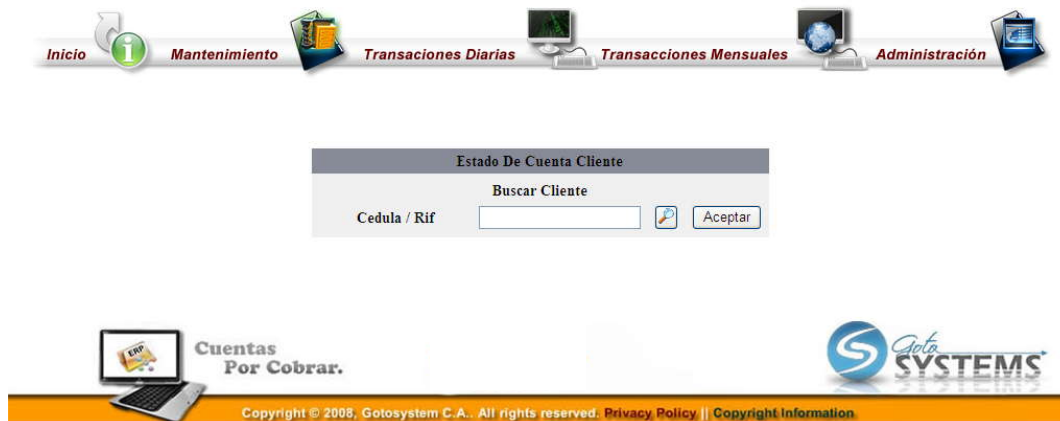 Inicio Mantenimiento Transaciones Diarias Transacciones Mensuales Administración
Estado De Cuenta Cliente
Buscar Cliente
Cedula / Rif Aceptar
ERP
Cuentas
Por Cobrar.
Goto
SYSTEMS
Copyright © 2008, Gotosystem C.A.. All rights reserved. Privacy Policy || Copyright Information